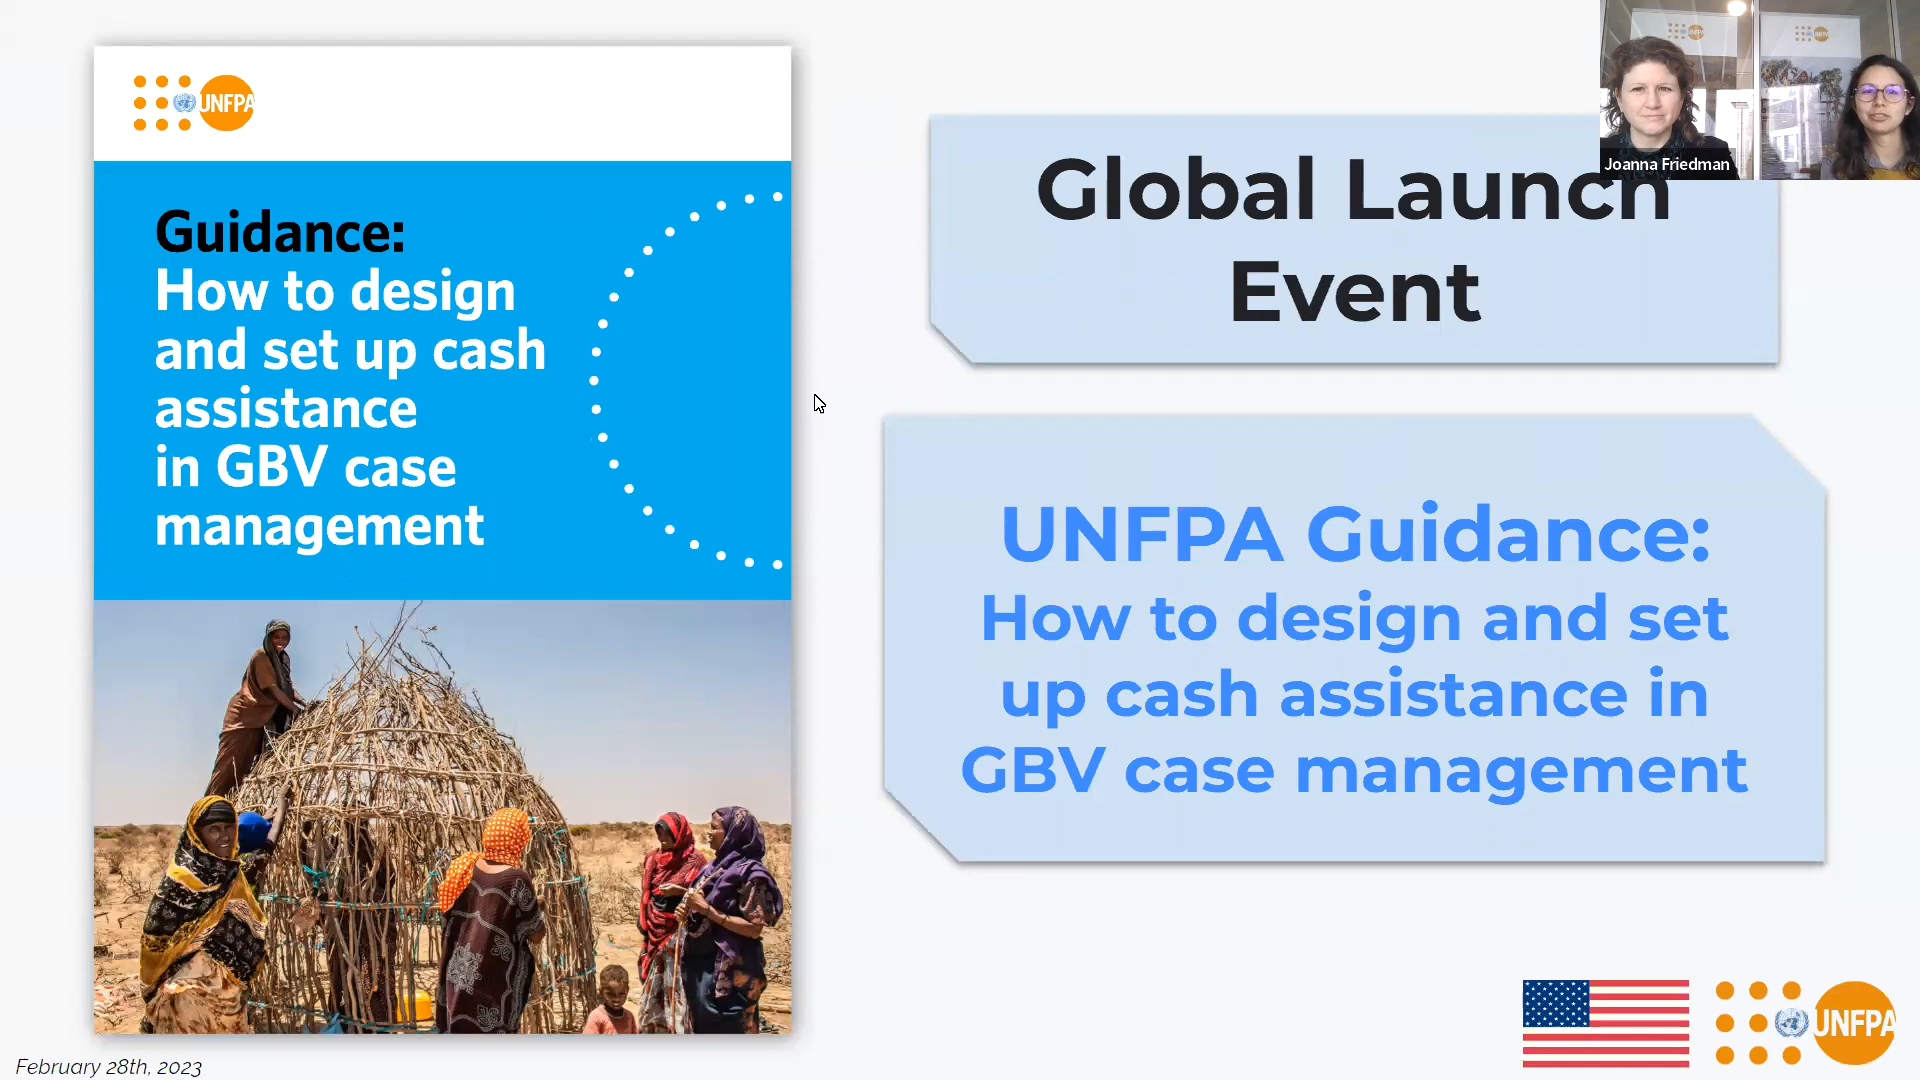 UNFPA
Guidance:
How to design
and set up cash
assistance
in GBV case
management
Global Launch
Event
Joanna Friedman
UNFPA Guidance:
How to design and set
up cash assistance in
GBV case management
UNFPA
February 28th, 2023